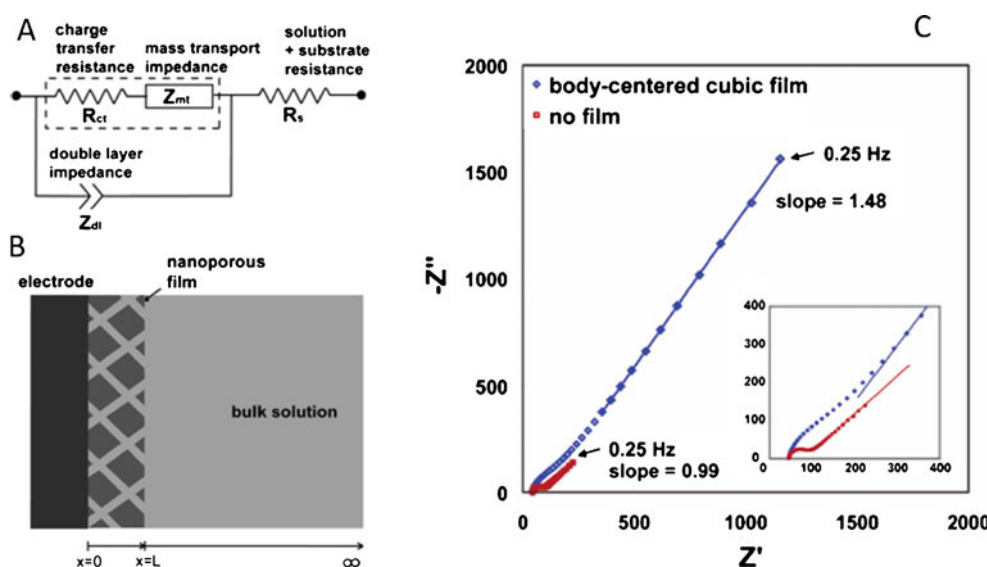 A
charge
transfer
resistance
mass transport
impedance
solution
+ substrate
resistance
Rct
Zmt
Rs
double layer
impedance
Zdl
B
electrode
nanoporous
film
bulk solution
x=0
x=L
∞
C
2000
1500
1000
500
0
-Z''
body-centered cubic film
no film
0.25 Hz
slope = 1.48
0.25 Hz
slope = 0.99
400
300
200
100
0
0 100 200 300 400
0 500 1000 1500 2000
Z'